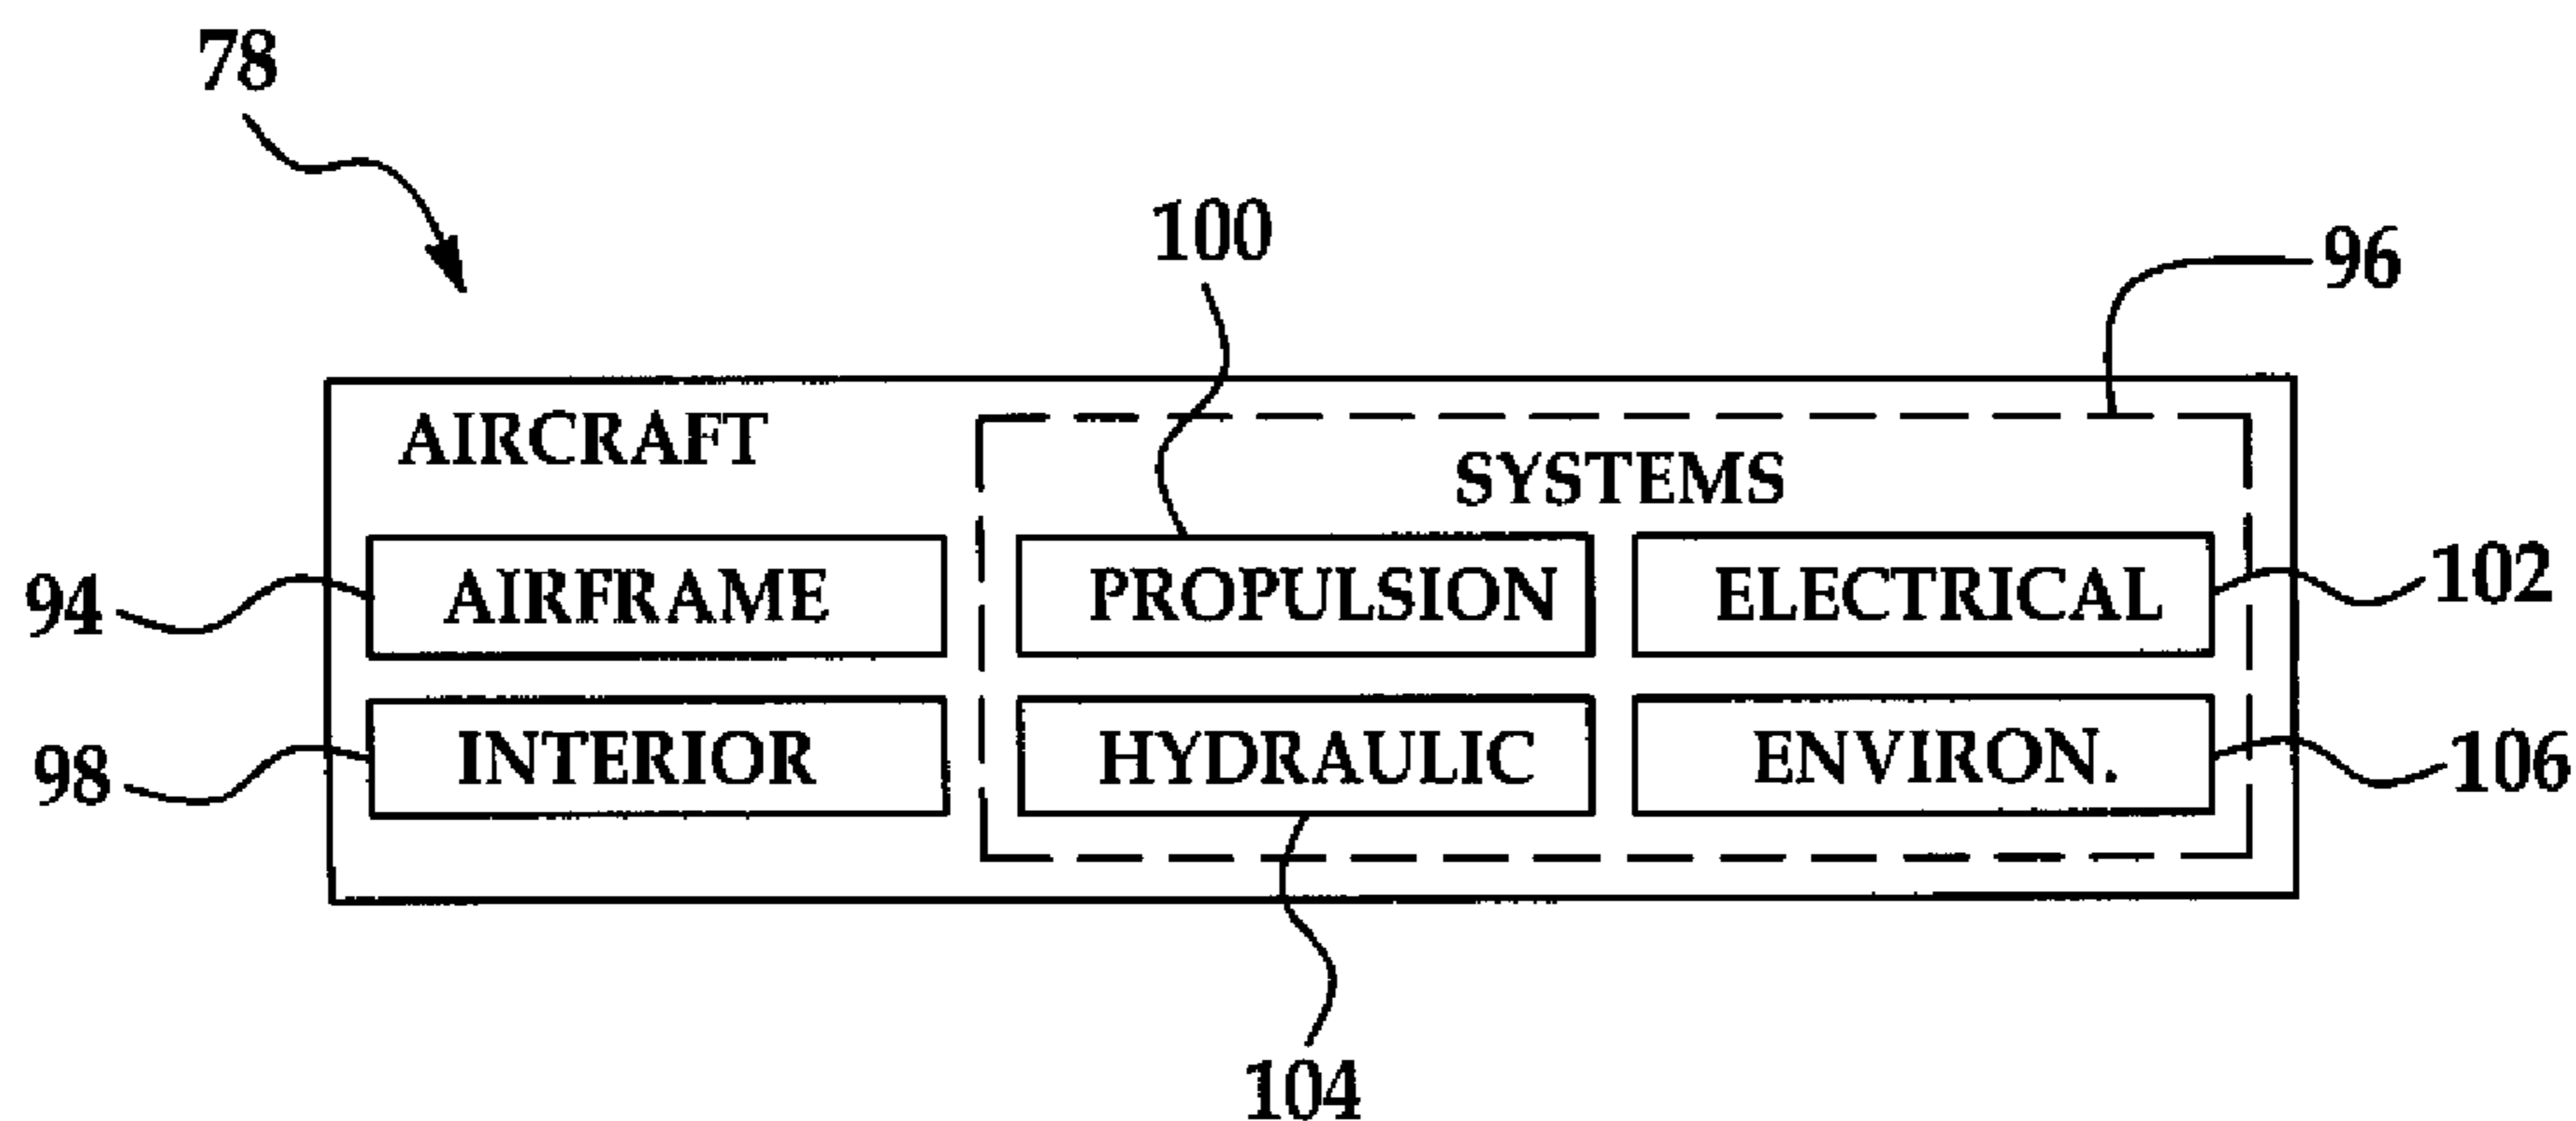 78
100
96
AIRCRAFT
SYSTEMS
94
AIRFRAME
PROPULSION
ELECTRICAL
102
98
INTERIOR
HYDRAULIC
ENVIRON.
106
104